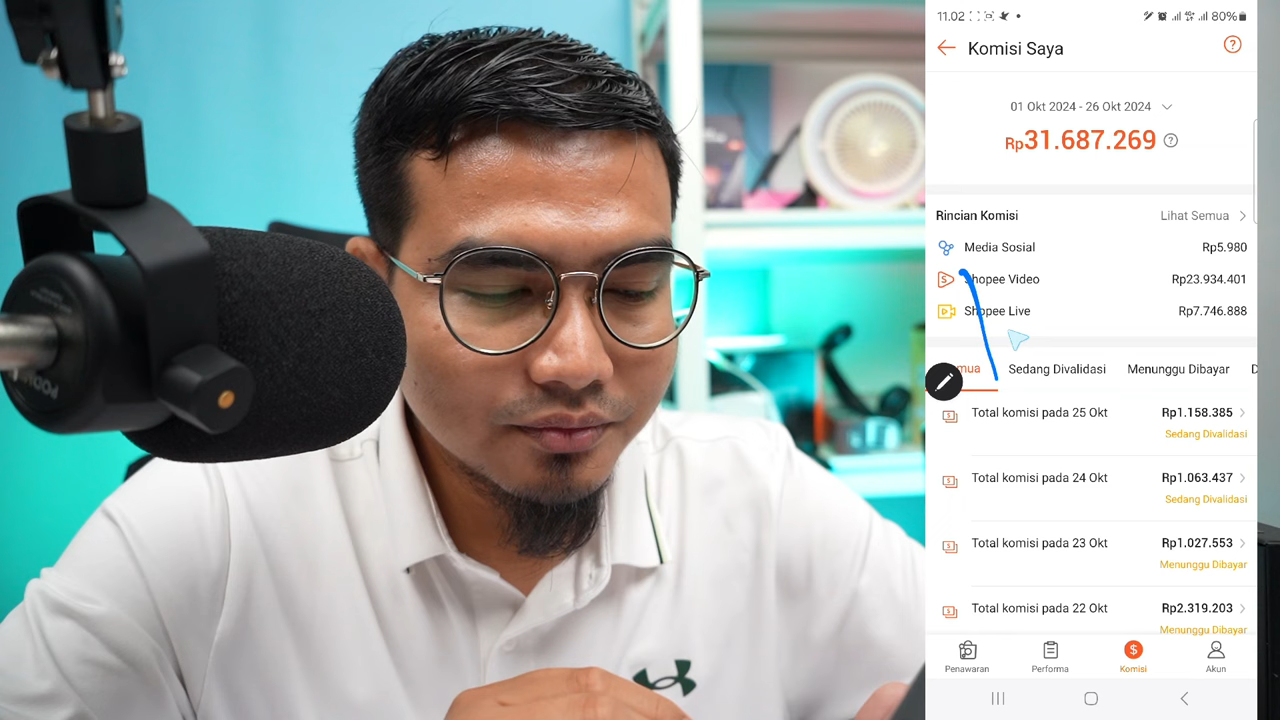 11.02
80%
Komisi Saya
01 Okt 2024 - 26 Okt 2024
Rp31.687.269
Rincian Komisi Lihat Semua
Media Sosial Rp5.980
Shopee Video Rp23.934.401
Shopee Live Rp7.746.888
mua Sedang Divalidasi Menunggu Dibayar D
Total komisi pada 25 Okt Rp1.158.385
Sedang Divalidasi
Total komisi pada 24 Okt Rp1.063.437
Sedang Divalidasi
Total komisi pada 23 Okt Rp1.027.553
Menunggu Dibayar
Total komisi pada 22 Okt Rp2.319.203
Menunggu Dibayar
Penawaran Performa Komisi Akun